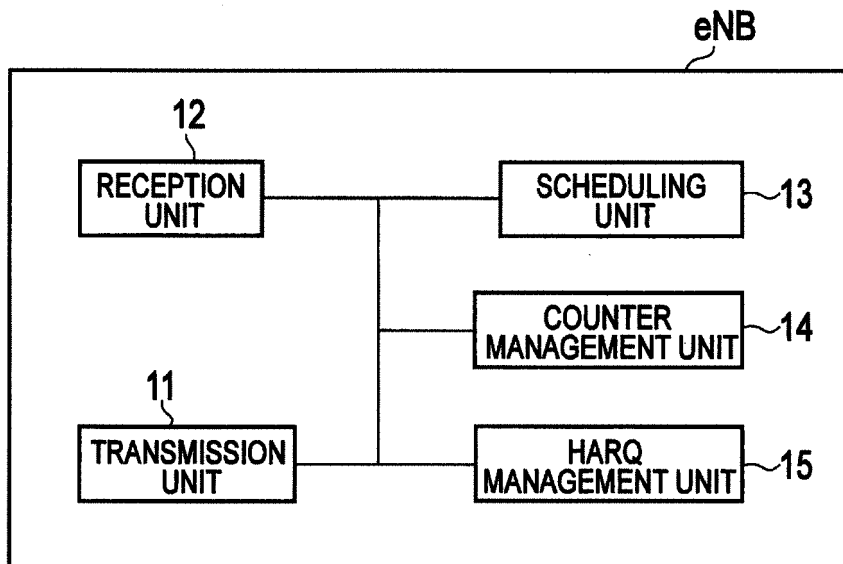 eNB
12
RECEPTION
UNIT
SCHEDULING
UNIT
13
COUNTER
MANAGEMENT UNIT
14
11
TRANSMISSION
UNIT
HARQ
MANAGEMENT UNIT
15